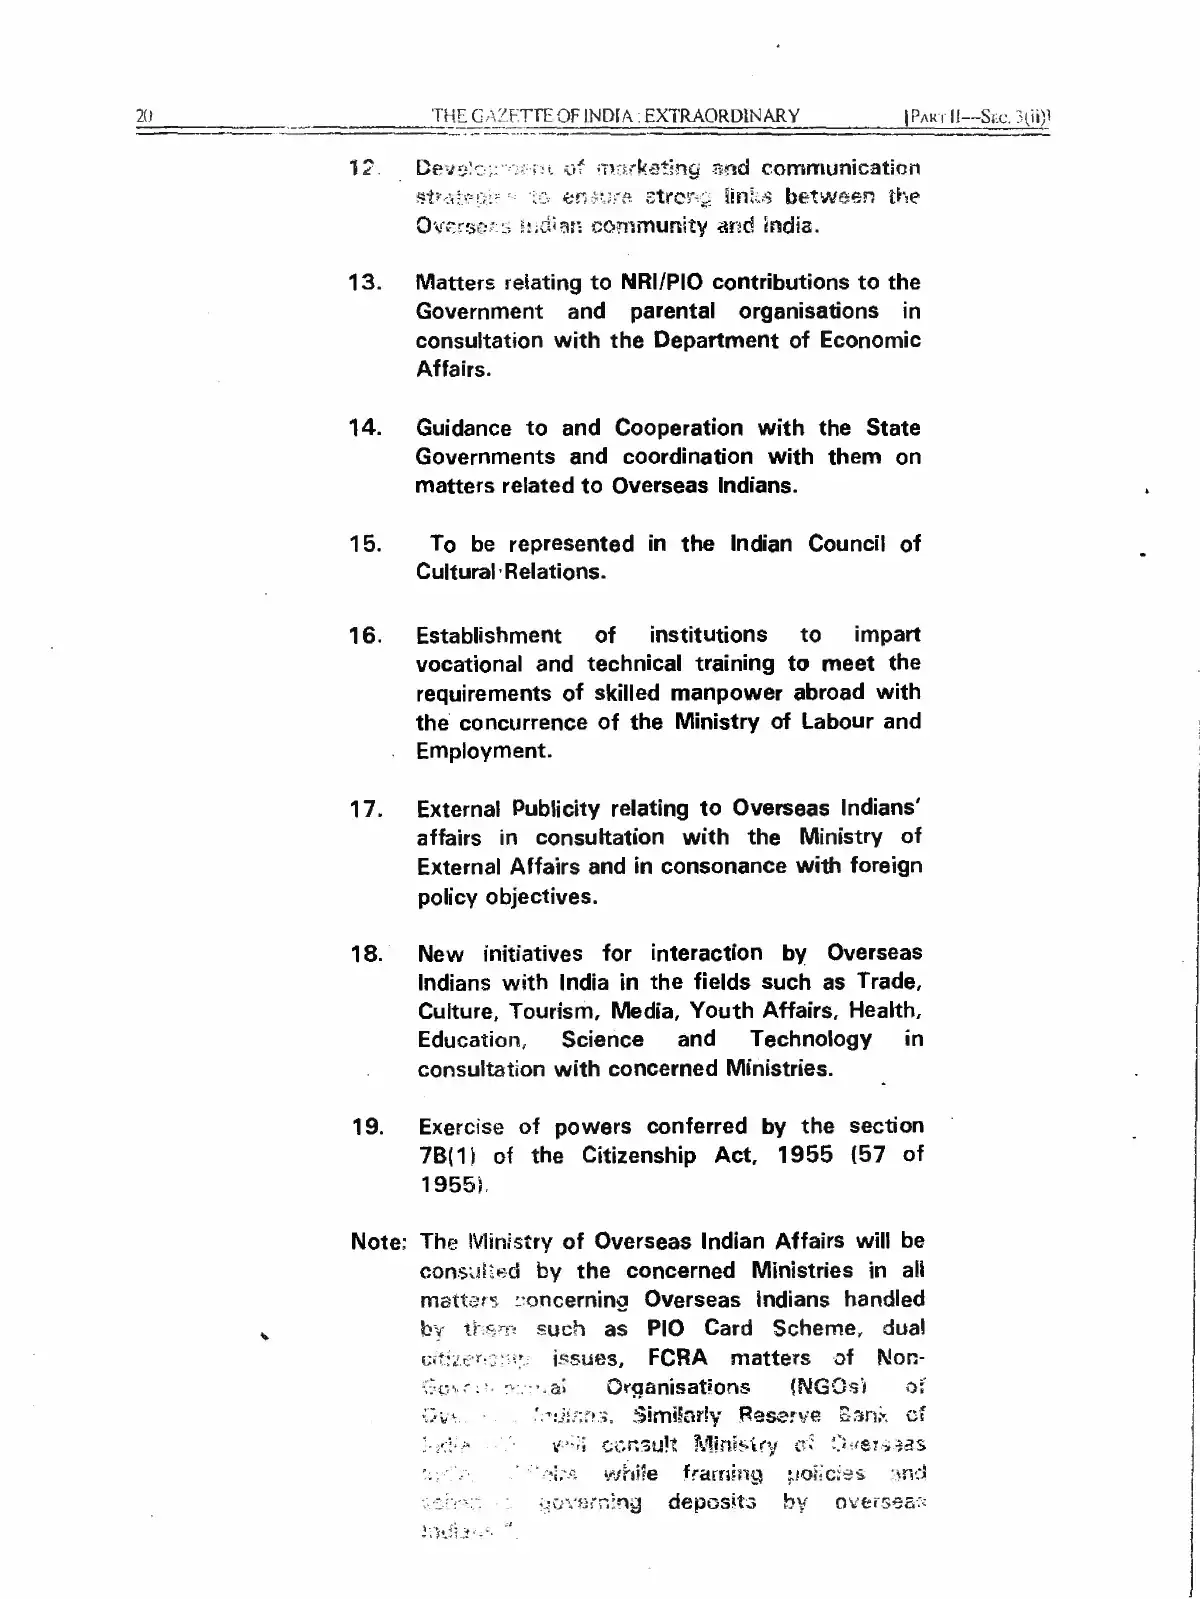 20 THE GAZETTE OF INDIA : EXTRAORDINARY [PART II—SEC. 3(ii)]
12. Development of marketing and communication
strategies to ensure strong links between the
Overseas Indian community and India.
13. Matters relating to NRI/PIO contributions to the
Government and parental organisations in
consultation with the Department of Economic
Affairs.
14. Guidance to and Cooperation with the State
Governments and coordination with them on
matters related to Overseas Indians.
15. To be represented in the Indian Council of
Cultural Relations.
16. Establishment of institutions to impart
vocational and technical training to meet the
requirements of skilled manpower abroad with
the concurrence of the Ministry of Labour and
Employment.
17. External Publicity relating to Overseas Indians'
affairs in consultation with the Ministry of
External Affairs and in consonance with foreign
policy objectives.
18. New initiatives for interaction by Overseas
Indians with India in the fields such as Trade,
Culture, Tourism, Media, Youth Affairs, Health,
Education, Science and Technology in
consultation with concerned Ministries.
19. Exercise of powers conferred by the section
7B(1) of the Citizenship Act, 1955 (57 of
1955).
Note: The Ministry of Overseas Indian Affairs will be
consulted by the concerned Ministries in all
matters concerning Overseas Indians handled
by them such as PIO Card Scheme, dual
citizenship issues, FCRA matters of Non-
Governmental Organisations (NGOs) of
Indians. Similarly Reserve Bank of
India will consult Ministry of Overseas
while framing policies and
governing deposits by overseas
Indians."